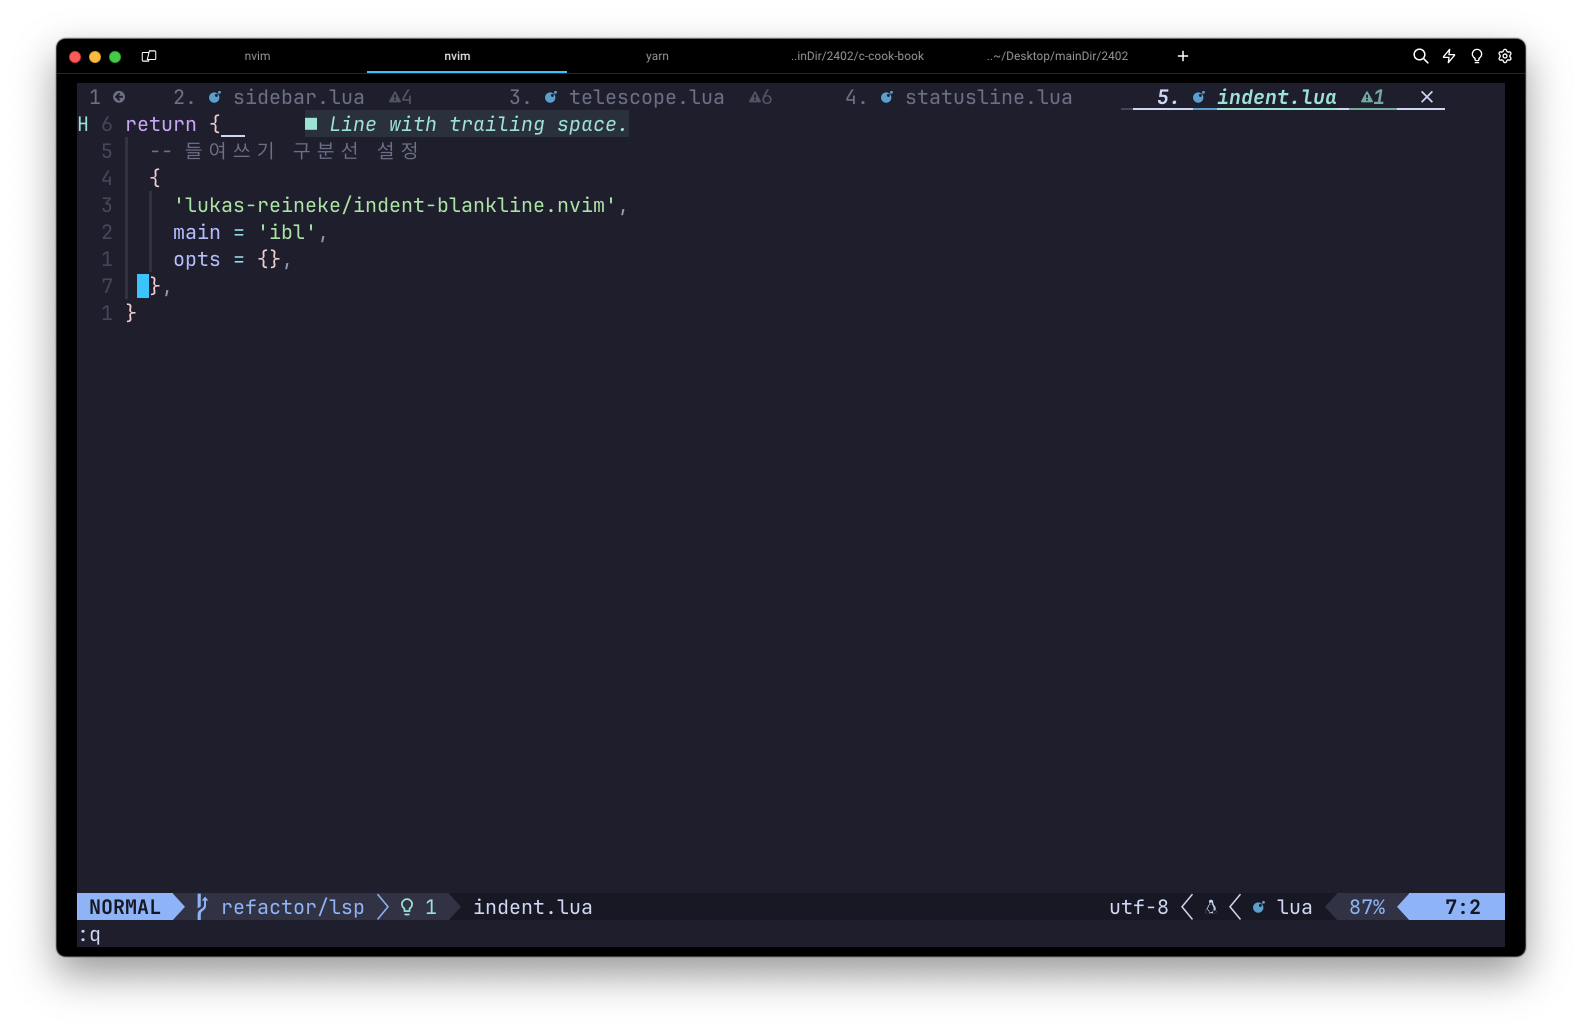 nvim nvim yarn ..inDir/2402/c-cook-book ..~/Desktop/mainDir/2402 +
1 2. sidebar.lua 4 3. telescope.lua 6 4. statusline.lua 5. indent.lua 1
H 6 return { ■ Line with trailing space.
5 -- 들여쓰기 구분선 설정
4 {
3 'lukas-reineke/indent-blankline.nvim',
2 main = 'ibl',
1 opts = {},
7 },
1 }
NORMAL refactor/lsp 1 indent.lua utf-8 lua 87% 7:2
:q